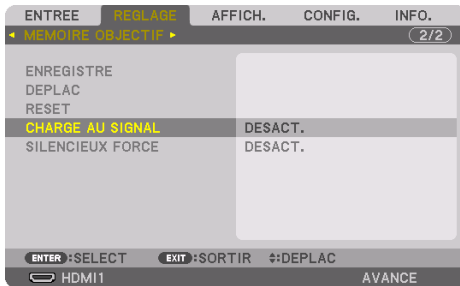 ENTREE REGLAGE AFFICH. CONFIG. INFO.
MEMOIRE OBJECTIF 2/2
ENREGISTRE
DEPLAC
RESET
CHARGE AU SIGNAL DESACT.
SILENCIEUX FORCE DESACT.
ENTER :SELECT EXIT :SORTIR :DEPLAC
HDMI1 AVANCE